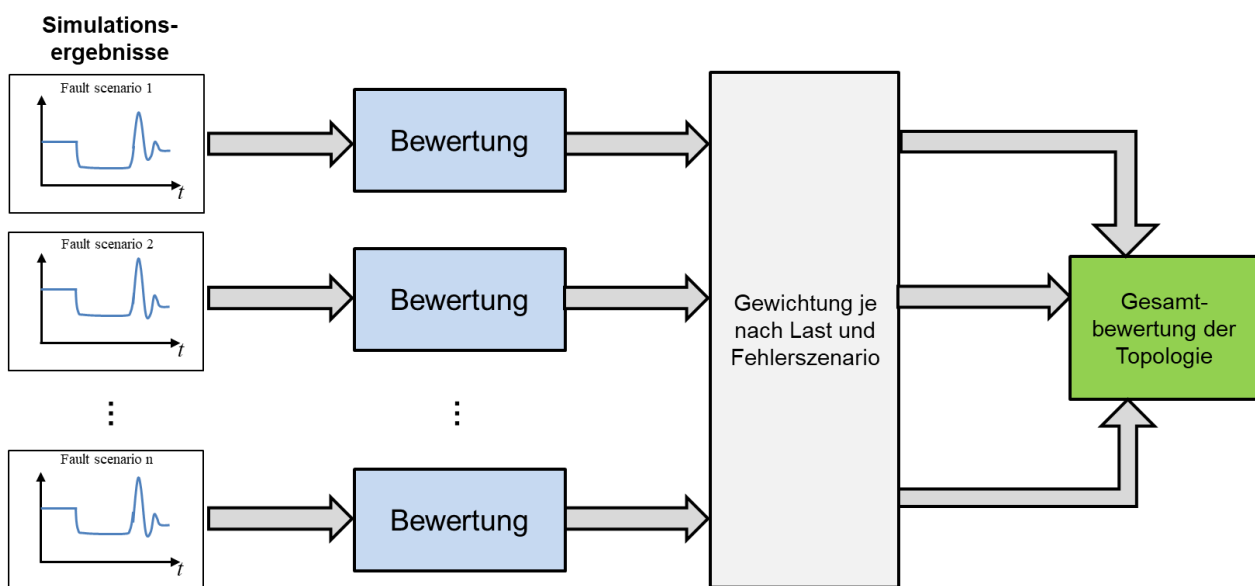 Simulations-
ergebnisse
Fault scenario 1
t
Bewertung
Fault scenario 2
t
Bewertung
Gewichtung je
nach Last und
Fehlerszenario
Gesamt-
bewertung der
Topologie
⋮
⋮
Fault scenario n
t
Bewertung